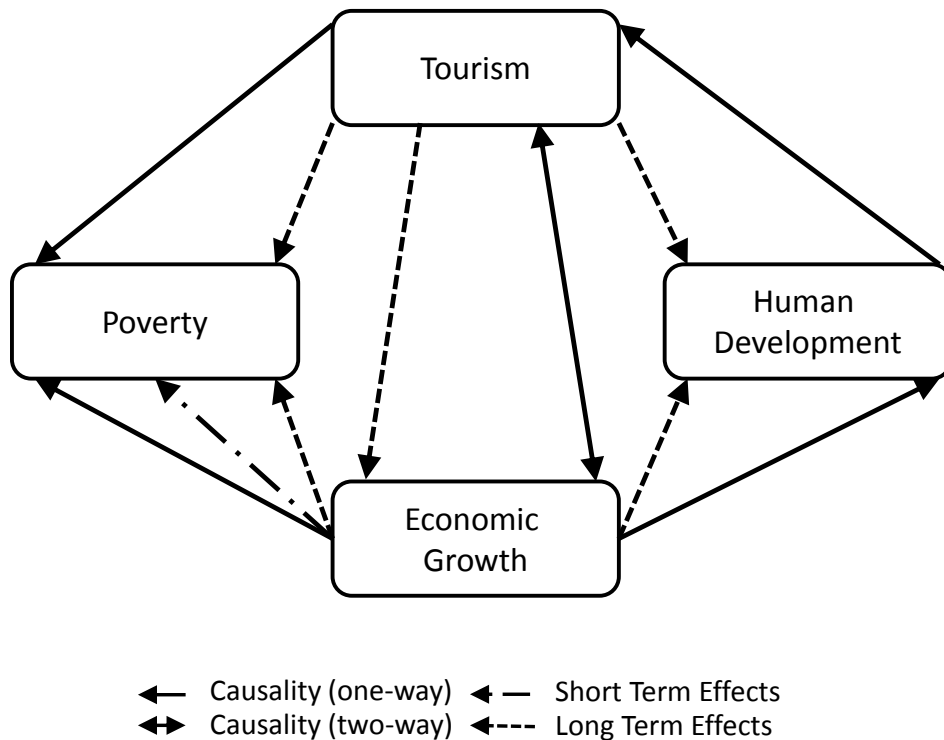 Tourism
Poverty
Human
Development
Economic
Growth
Causality (one-way)
Short Term Effects
Causality (two-way)
Long Term Effects